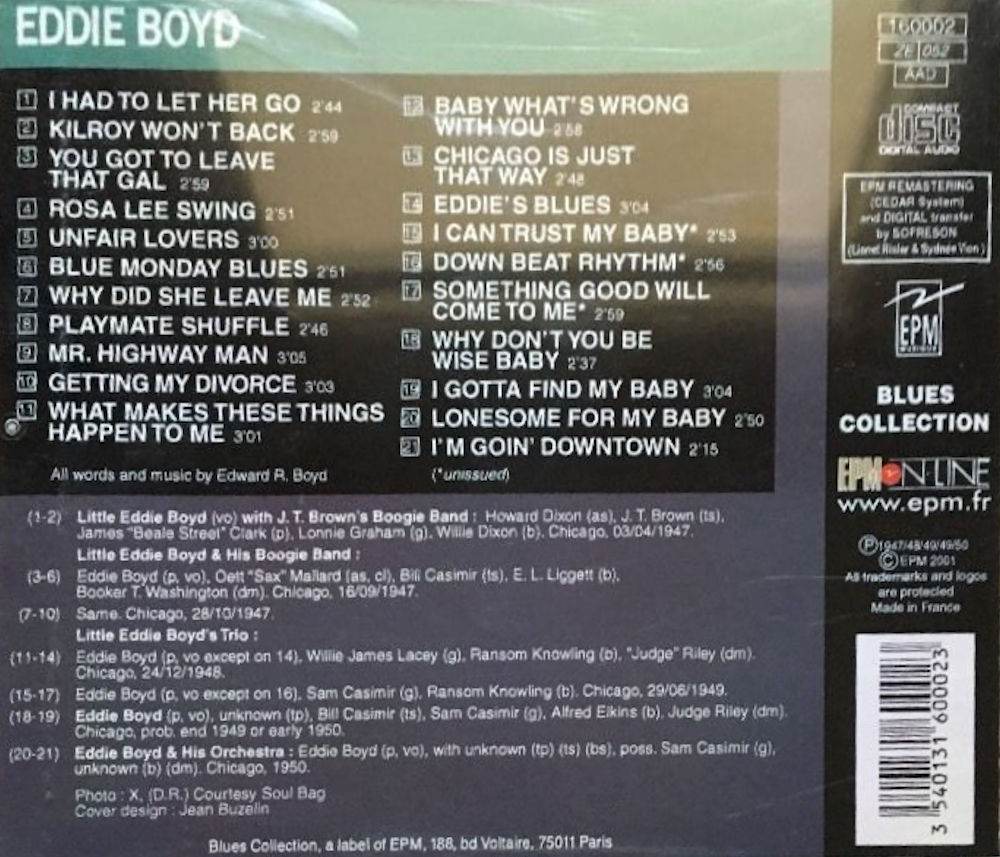 EDDIE BOYD
1 I HAD TO LET HER GO 2'44
2 KILROY WON'T BACK 2'59
3 YOU GOT TO LEAVE
THAT GAL 2'59
4 ROSA LEE SWING 2'51
5 UNFAIR LOVERS 3'00
6 BLUE MONDAY BLUES 2'51
7 WHY DID SHE LEAVE ME 2'52
8 PLAYMATE SHUFFLE 2'46
9 MR. HIGHWAY MAN 3'05
10 GETTING MY DIVORCE 3'03
11 WHAT MAKES THESE THINGS
HAPPEN TO ME 3'01
All words and music by Edward R. Boyd
12 BABY WHAT'S WRONG
WITH YOU 2'58
13 CHICAGO IS JUST
THAT WAY 2'48
14 EDDIE'S BLUES 3'04
15 I CAN TRUST MY BABY* 2'53
16 DOWN BEAT RHYTHM* 2'56
17 SOMETHING GOOD WILL
COME TO ME* 2'59
18 WHY DON'T YOU BE
WISE BABY 2'37
19 I GOTTA FIND MY BABY 3'04
20 LONESOME FOR MY BABY 2'50
21 I'M GOIN' DOWNTOWN 2'15
(*unissued)
(1-2) Little Eddie Boyd (vo) with J. T. Brown's Boogie Band : Howard Dixon (as), J. T. Brown (ts),
James "Beale Street" Clark (p), Lonnie Graham (g), Willie Dixon (b). Chicago, 03/04/1947.
Little Eddie Boyd & His Boogie Band :
(3-6) Eddie Boyd (p, vo), Oett "Sax" Mallard (as, cl), Bill Casimir (ts), E. L. Liggett (b),
Booker T. Washington (dm). Chicago, 16/09/1947.
(7-10) Same. Chicago, 28/10/1947.
Little Eddie Boyd's Trio :
(11-14) Eddie Boyd (p, vo except on 14), Willie James Lacey (g), Ransom Knowling (b), "Judge" Riley (dm).
Chicago, 24/12/1948.
(15-17) Eddie Boyd (p, vo except on 16), Sam Casimir (g), Ransom Knowling (b). Chicago, 29/06/1949.
(18-19) Eddie Boyd (p, vo), unknown (tp), Bill Casimir (ts), Sam Casimir (g), Alfred Elkins (b), Judge Riley (dm).
Chicago, prob. end 1949 or early 1950.
(20-21) Eddie Boyd & His Orchestra : Eddie Boyd (p, vo), with unknown (tp) (ts) (bs), poss. Sam Casimir (g),
unknown (b) (dm). Chicago, 1950.
Photo : X, (D.R.) Courtesy Soul Bag
Cover design : Jean Buzelin
Blues Collection, a label of EPM, 188, bd Voltaire, 75011 Paris
160002
ZE 052
AAD
COMPACT
disc
DIGITAL AUDIO
EPM REMASTERING
(CEDAR System)
and DIGITAL transfer
by SOFRESON
(Lionel Risler & Sydnée Vion)
EPM
MUSIQUE
BLUES
COLLECTION
EPM ON-LINE
www.epm.fr
Ⓟ 1947/48/49/49/50
© EPM 2001
All trademarks and logos
are protected
Made in France
3 540131 600023